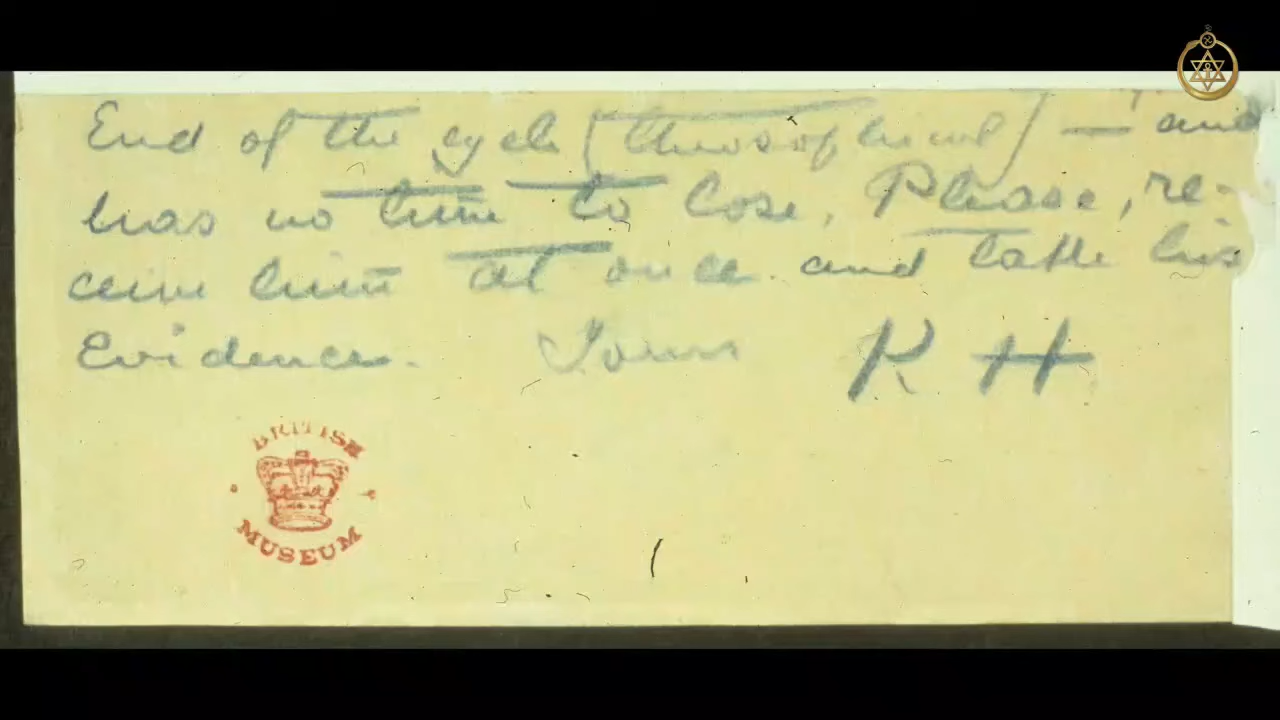 End of the cycle (theosophical) — and
has no time to lose. Please, re-
ceive him at once and take his
Evidence. Yours K H
BRITISH
MUSEUM